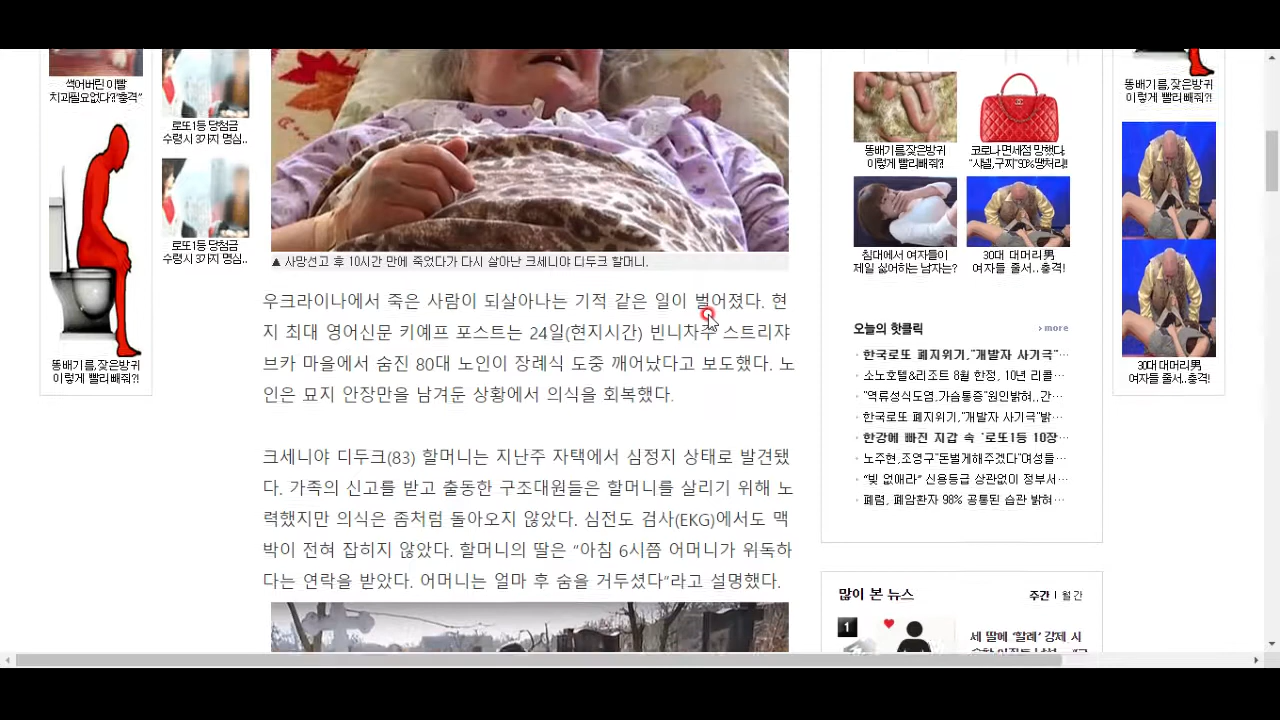 썩어버린 이빨
치과필요없다?!충격"
똥배기름,잦은방귀
이렇게 빨리빼줘?!
로또1등 당첨금
수령시 3가지 명심..
로또1등 당첨금
수령시 3가지 명심..
▲ 사망선고 후 10시간 만에 죽었다가 다시 살아난 크세니야 디두크 할머니.
우크라이나에서 죽은 사람이 되살아나는 기적 같은 일이 벌어졌다. 현
지 최대 영어신문 키예프 포스트는 24일(현지시간) 빈니차주 스트리쟈
브카 마을에서 숨진 80대 노인이 장례식 도중 깨어났다고 보도했다. 노
인은 묘지 안장만을 남겨둔 상황에서 의식을 회복했다.
크세니야 디두크(83) 할머니는 지난주 자택에서 심정지 상태로 발견됐
다. 가족의 신고를 받고 출동한 구조대원들은 할머니를 살리기 위해 노
력했지만 의식은 좀처럼 돌아오지 않았다. 심전도 검사(EKG)에서도 맥
박이 전혀 잡히지 않았다. 할머니의 딸은 “아침 6시쯤 어머니가 위독하
다는 연락을 받았다. 어머니는 얼마 후 숨을 거두셨다”라고 설명했다.
똥배기름,잦은방귀
이렇게 빨리빼줘?!
코로나,면세점 망했다.
"샤넬,구찌"90%땡처리!!
침대에서 여자들이
제일 싫어하는 남자는?
30대 대머리男
여자들 줄서..충격!
오늘의 핫클릭
›more
· 한국로또 폐지위기,"개발자 사기극"…
· 소노호텔&리조트 8월 한정, 10년 리콜…
· "역류성식도염,가슴통증"원인밝혀..간…
· 한국로또 폐지위기,"개발자 사기극"밝…
· 한강에 빠진 지갑 속 '로또1등 10장…
· 노주현,조영구"돈벌게해주겠다"여성들…
· “빚 없애라” 신용등급 상관없이 정부서…
· 폐렴, 폐암환자 98% 공통된 습관 밝혀…
많이 본 뉴스
주간 | 월간
1
세 딸에 ‘할례’ 강제 시
똥배기름,잦은방귀
이렇게 빨리빼줘?!
30대 대머리男
여자들 줄서..충격!